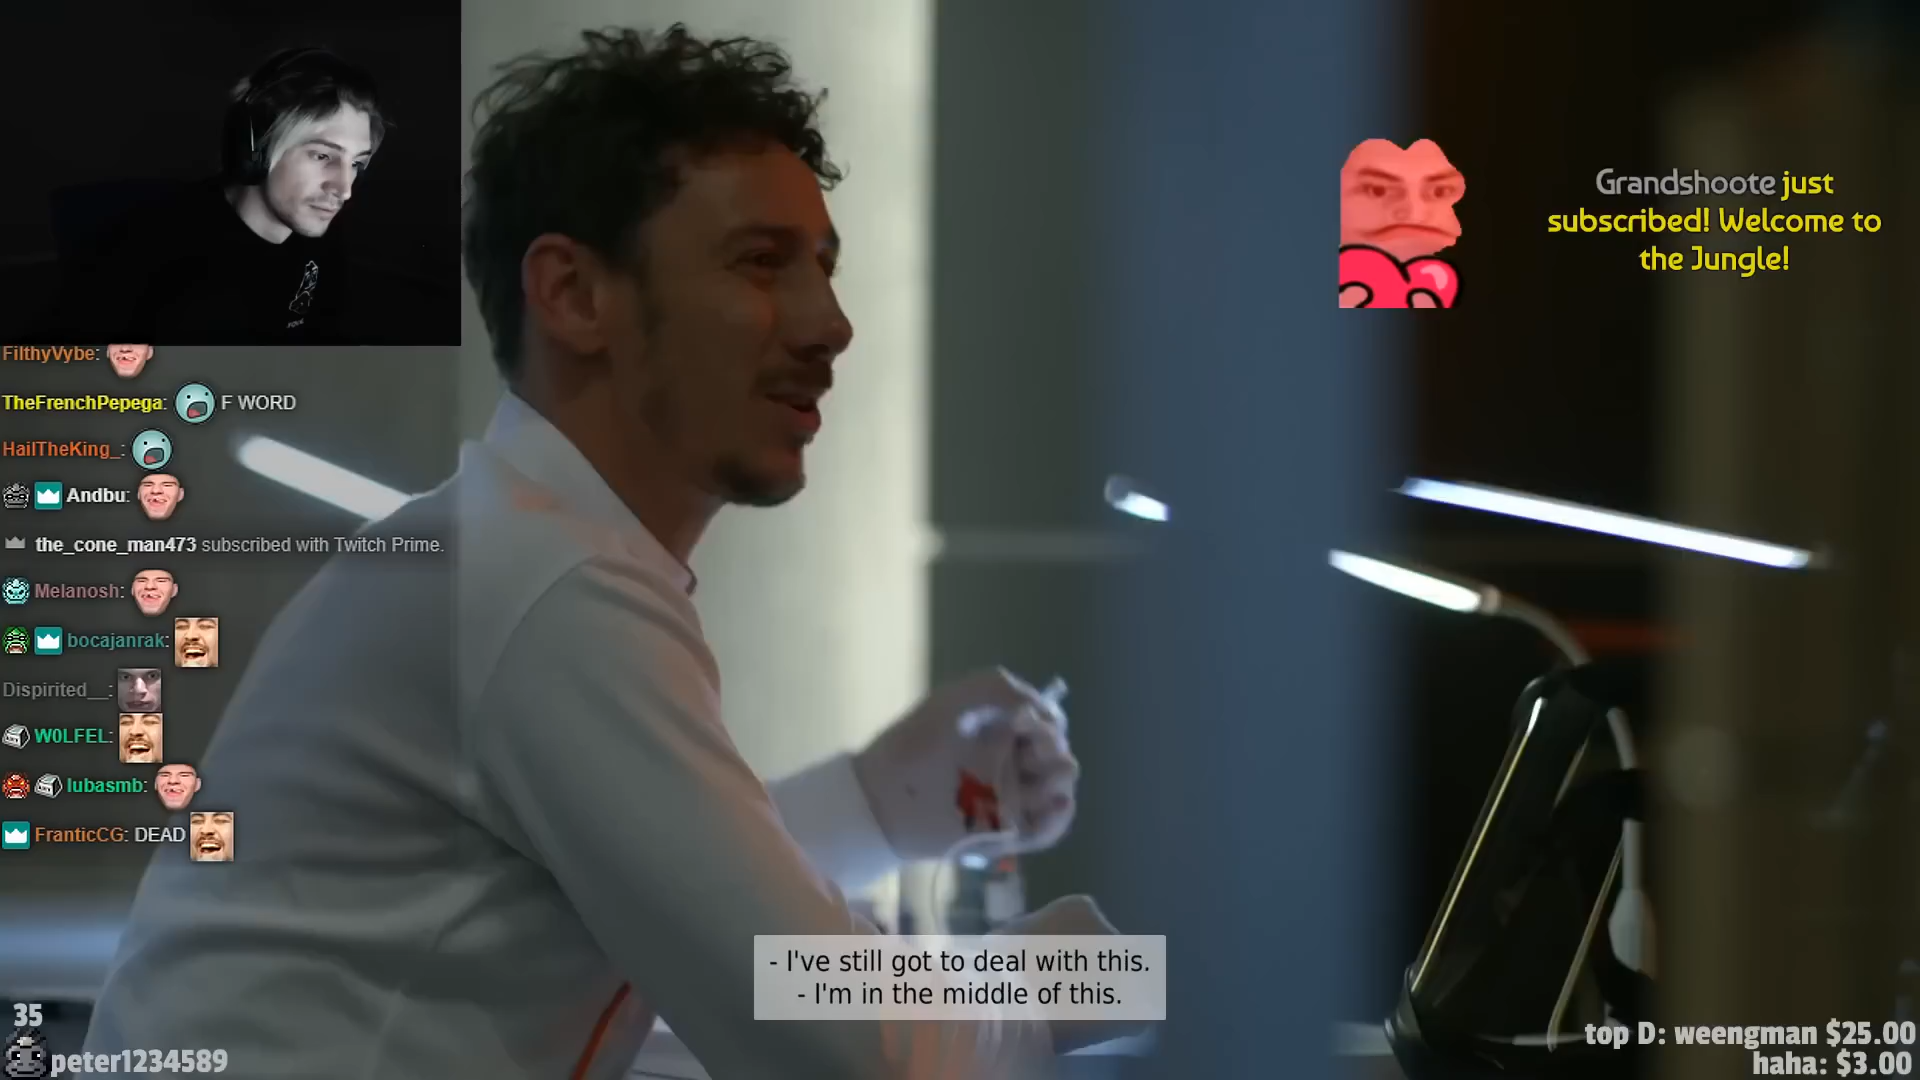 Grandshoote just
subscribed! Welcome to
the Jungle!
FilthyVybe:
TheFrenchPepega: F WORD
HailTheKing_:
Andbu:
the_cone_man473 subscribed with Twitch Prime.
Melanosh:
bocajanrak:
Dispirited__:
W0LFEL:
lubasmb:
FranticCG: DEAD
- I've still got to deal with this.
- I'm in the middle of this.
35
peter1234589
top D: weengman $25.00
haha: $3.00